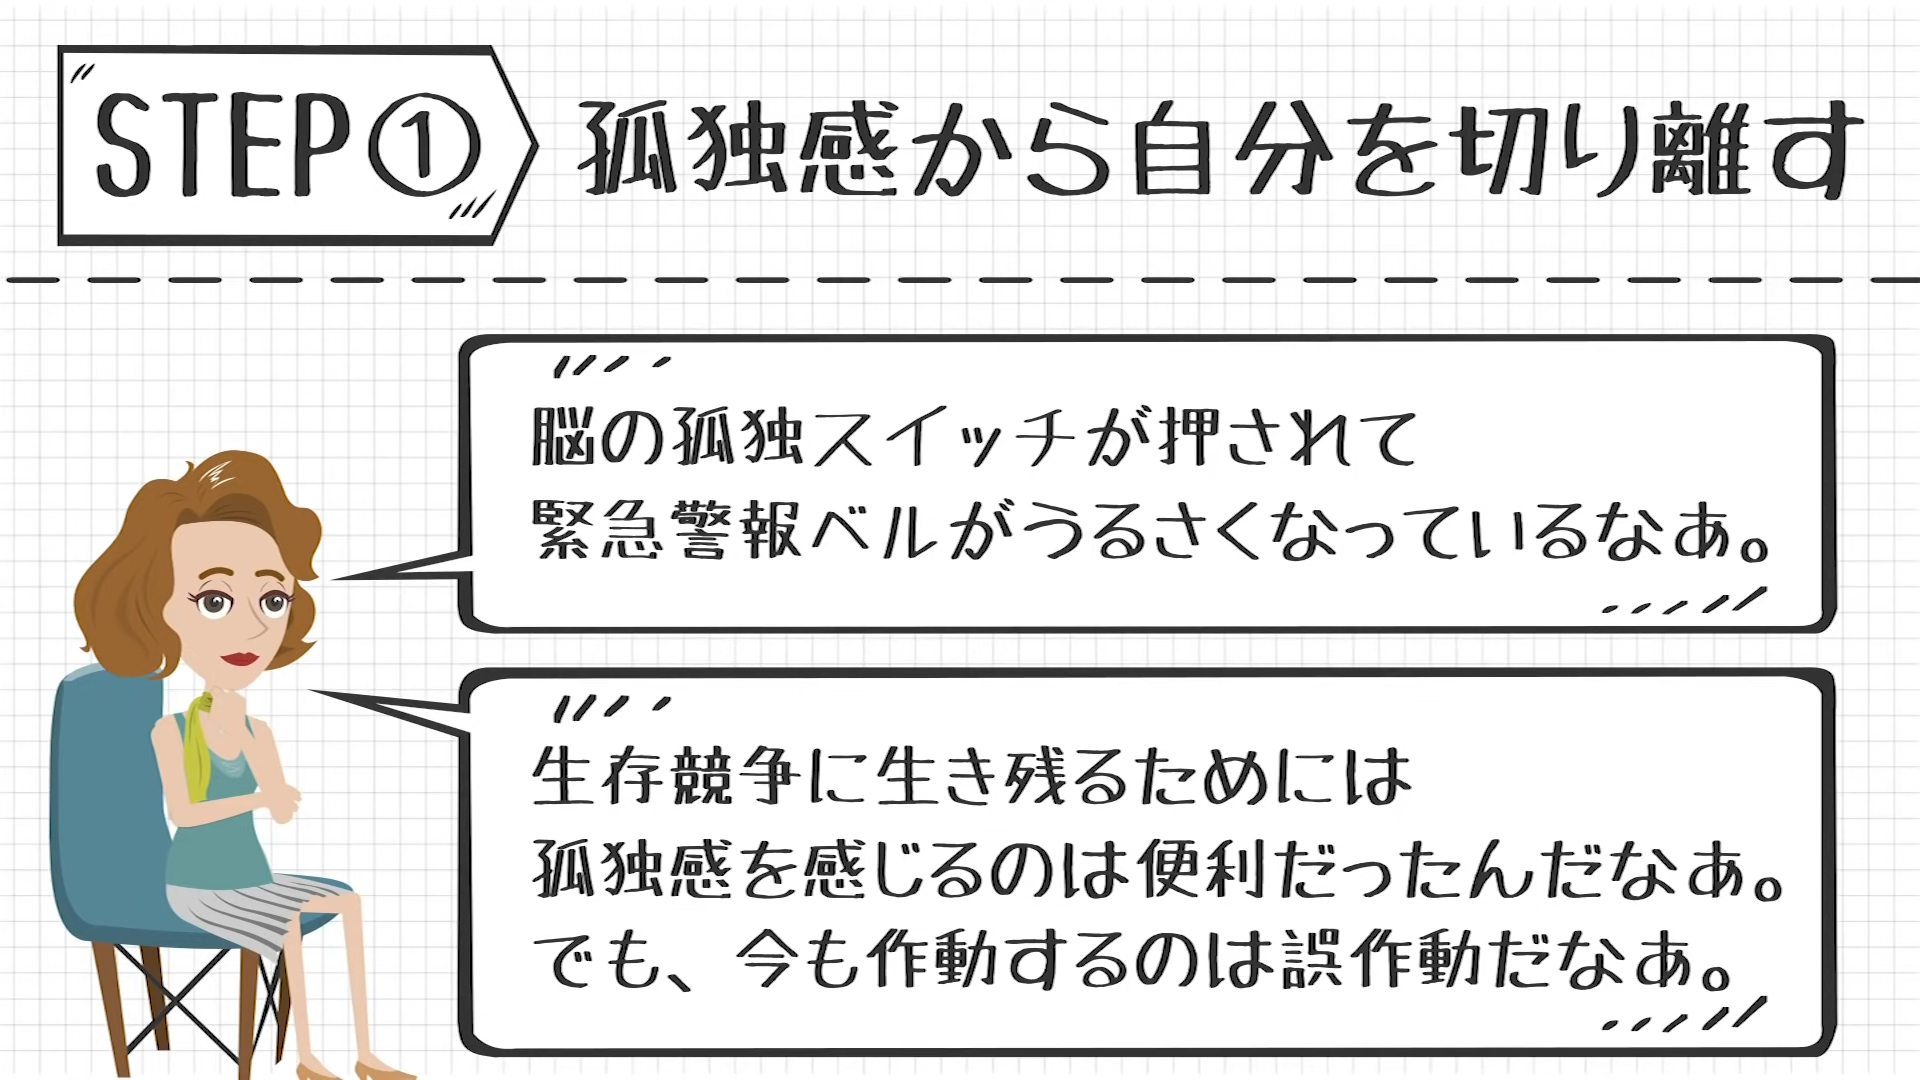 STEP① 孤独感から自分を切り離す
脳の孤独スイッチが押されて
緊急警報ベルがうるさくなっているなあ。
生存競争に生き残るためには
孤独感を感じるのは便利だったんだなあ。
でも、今も作動するのは誤作動だなあ。